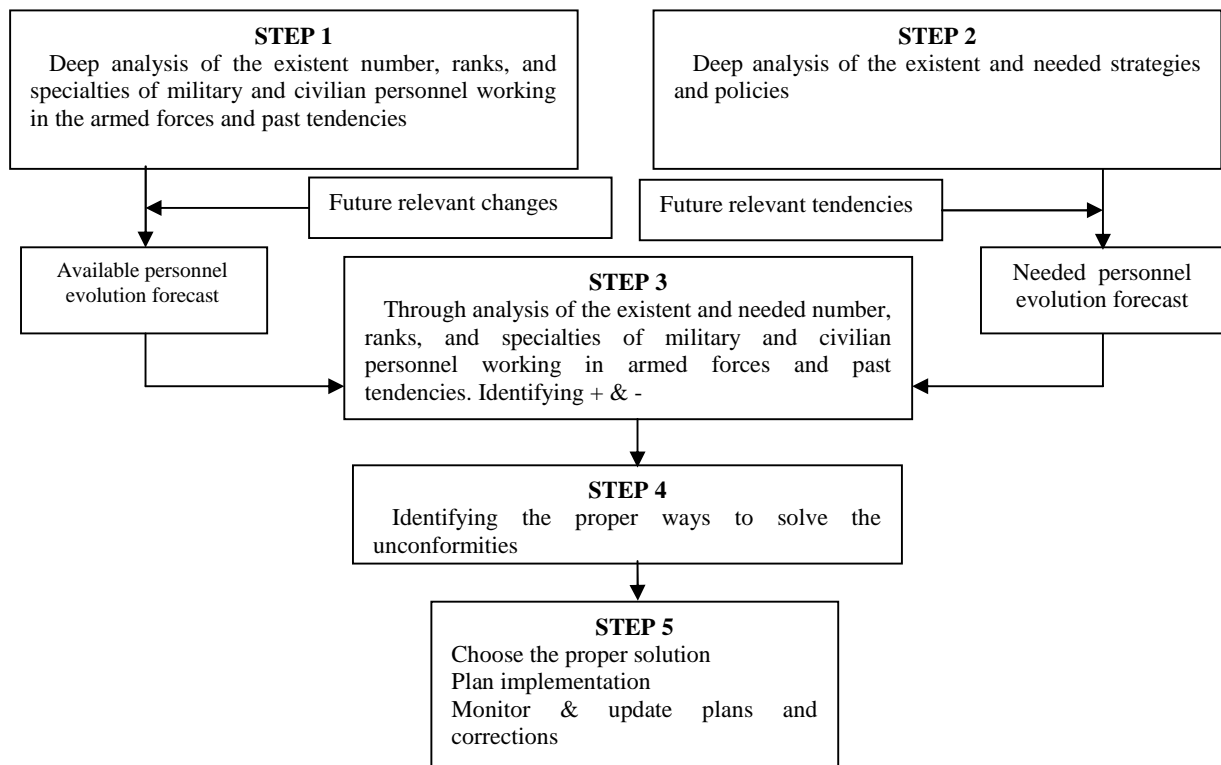 STEP 1
Deep analysis of the existent number, ranks, and
specialties of military and civilian personnel working
in the armed forces and past tendencies
STEP 2
Deep analysis of the existent and needed strategies
and policies
Future relevant changes
Future relevant tendencies
Available personnel
evolution forecast
Needed personnel
evolution forecast
STEP 3
Through analysis of the existent and needed number,
ranks, and specialties of military and civilian
personnel working in armed forces and past
tendencies. Identifying + & -
STEP 4
Identifying the proper ways to solve the
unconformities
STEP 5
Choose the proper solution
Plan implementation
Monitor & update plans and
corrections